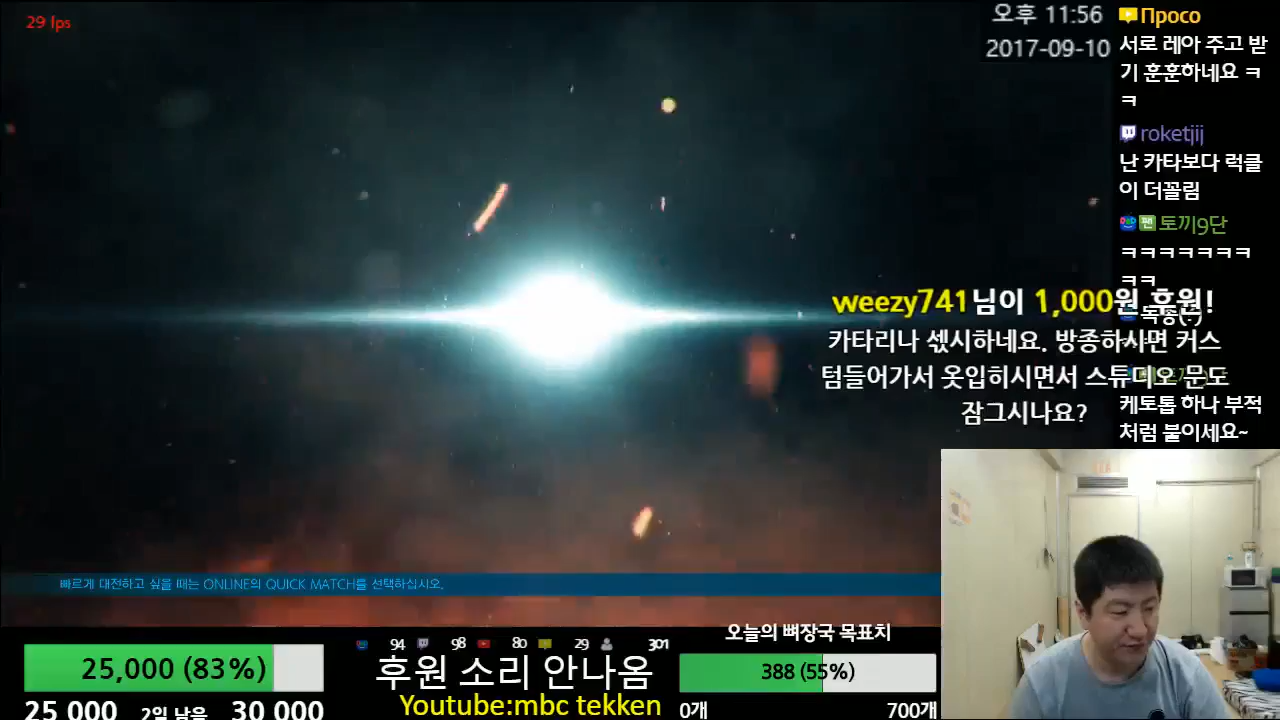 29 fps
오후 11:56
2017-09-10
Просо
서로 레아 주고 받
기 훈훈하네요 ㅋ
ㅋ
roketjij
난 카타보다 럭클
이 더꼴림
팬 토끼9단
ㅋㅋㅋㅋㅋㅋㅋ
ㅋㅋ
weezy741님이 1,000원 후원!
카타리나 셌시하네요. 방종하시면 커스
텀들어가서 옷입히시면서 스튜디오 문도
잠그시나요?
케토톱 하나 부적
처럼 붙이세요~
빠르게 대전하고 싶을 때는 ONLINE의 QUICK MATCH를 선택하십시오.
94 98 80 29 301
오늘의 뼈장국 목표치
25,000 (83%)
후원 소리 안나옴
388 (55%)
Youtube:mbc tekken
25 000 2일 남음 30 000
0개 700개